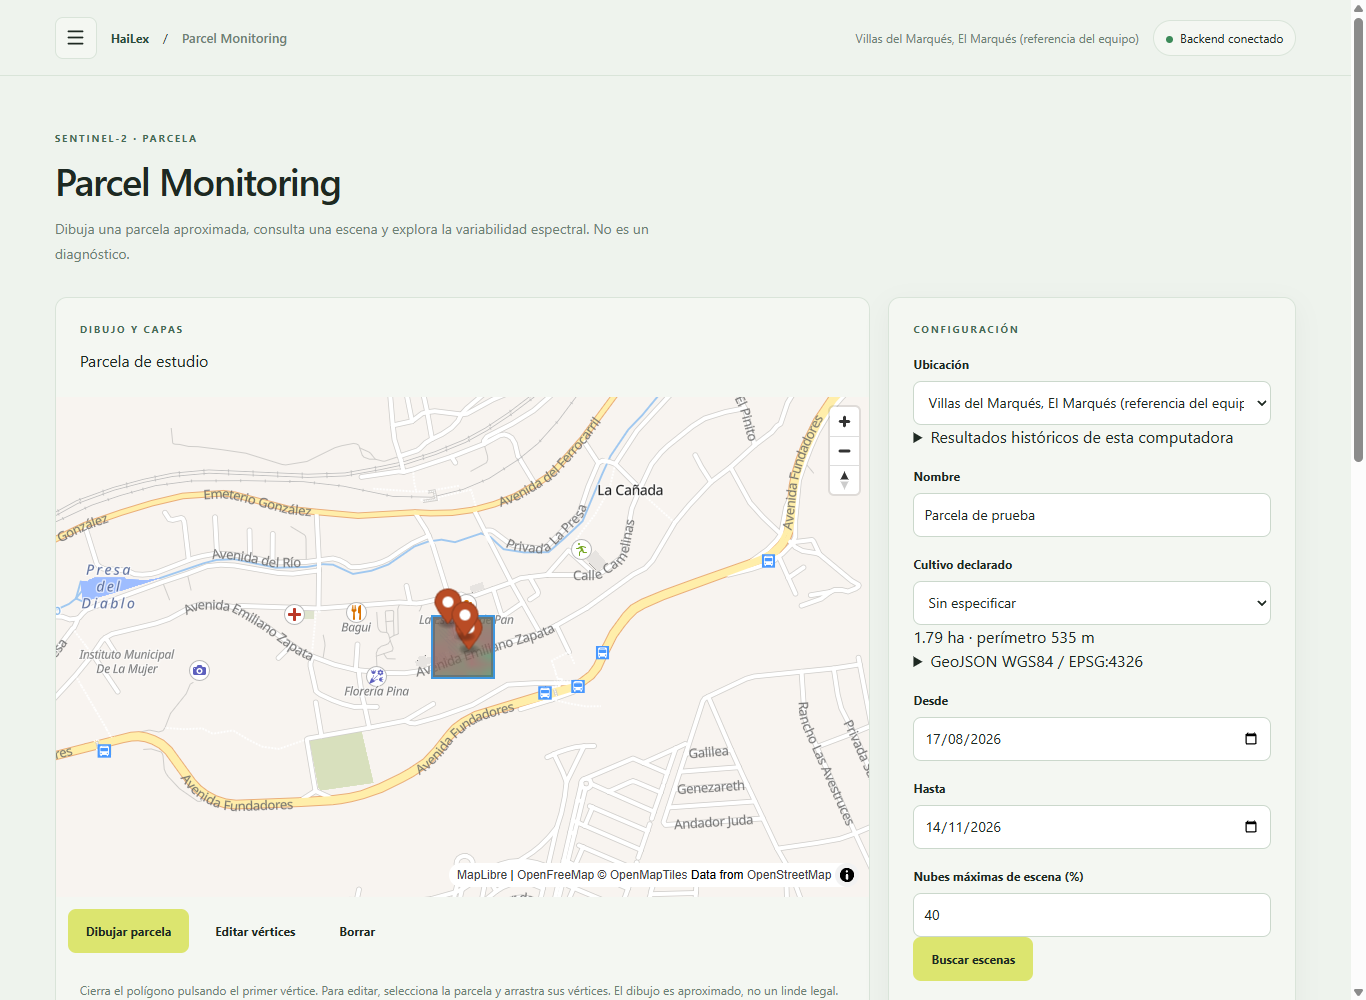 HaiLex / Parcel Monitoring
Villas del Marqués, El Marqués (referencia del equipo)
Backend conectado
SENTINEL-2 · PARCELA
Parcel Monitoring
Dibuja una parcela aproximada, consulta una escena y explora la variabilidad espectral. No es un
diagnóstico.
DIBUJO Y CAPAS
Parcela de estudio
El Pinito
Avenida Fundadores
Avenida del Ferrocarril
La Cañada
Emeterio González
González
Privada La Presa
Avenida del Río
Calle Camelinas
Presa
del
Diablo
Avenida Emiliano Zapata
Bagui
Pan
Avenida Emiliano Zapata
Instituto Municipal
De La Mujer
Florería Pina
Avenida Fundadores
Rancho Las Avestruces
Privada
Galilea
Genezareth
Andador Juda
Avenida Fundadores
MapLibre | OpenFreeMap © OpenMapTiles Data from OpenStreetMap
Dibujar parcela
Editar vértices
Borrar
Cierra el polígono pulsando el primer vértice. Para editar, selecciona la parcela y arrastra sus vértices. El dibujo es aproximado, no un linde legal.
CONFIGURACIÓN
Ubicación
Villas del Marqués, El Marqués (referencia del equip
Resultados históricos de esta computadora
Nombre
Parcela de prueba
Cultivo declarado
Sin especificar
1.79 ha · perímetro 535 m
GeoJSON WGS84 / EPSG:4326
Desde
17/08/2026
Hasta
14/11/2026
Nubes máximas de escena (%)
40
Buscar escenas